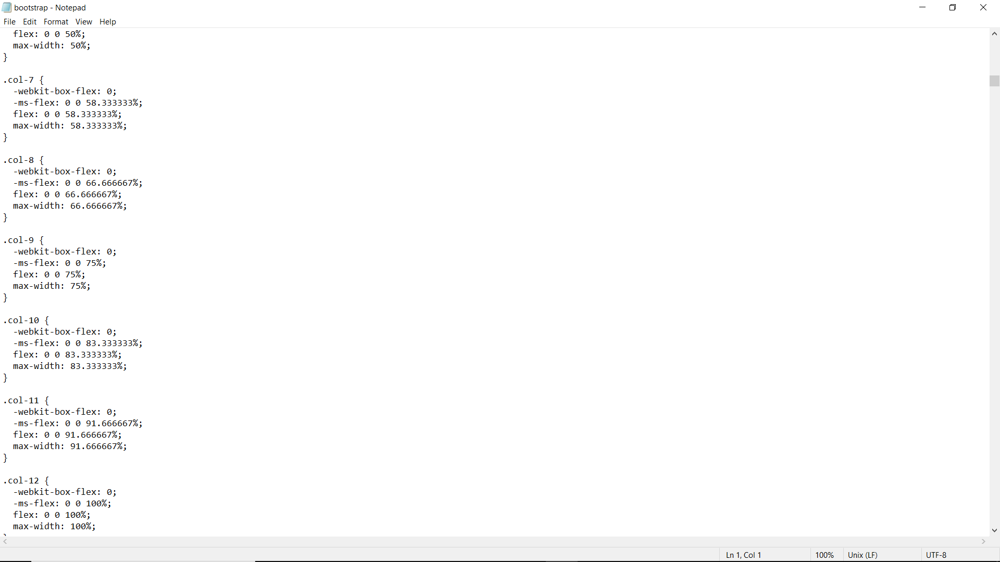 bootstrap - Notepad
File Edit Format View Help
  flex: 0 0 50%;
  max-width: 50%;
}

.col-7 {
  -webkit-box-flex: 0;
  -ms-flex: 0 0 58.333333%;
  flex: 0 0 58.333333%;
  max-width: 58.333333%;
}

.col-8 {
  -webkit-box-flex: 0;
  -ms-flex: 0 0 66.666667%;
  flex: 0 0 66.666667%;
  max-width: 66.666667%;
}

.col-9 {
  -webkit-box-flex: 0;
  -ms-flex: 0 0 75%;
  flex: 0 0 75%;
  max-width: 75%;
}

.col-10 {
  -webkit-box-flex: 0;
  -ms-flex: 0 0 83.333333%;
  flex: 0 0 83.333333%;
  max-width: 83.333333%;
}

.col-11 {
  -webkit-box-flex: 0;
  -ms-flex: 0 0 91.666667%;
  flex: 0 0 91.666667%;
  max-width: 91.666667%;
}

.col-12 {
  -webkit-box-flex: 0;
  -ms-flex: 0 0 100%;
  flex: 0 0 100%;
  max-width: 100%;
Ln 1, Col 1 100% Unix (LF) UTF-8